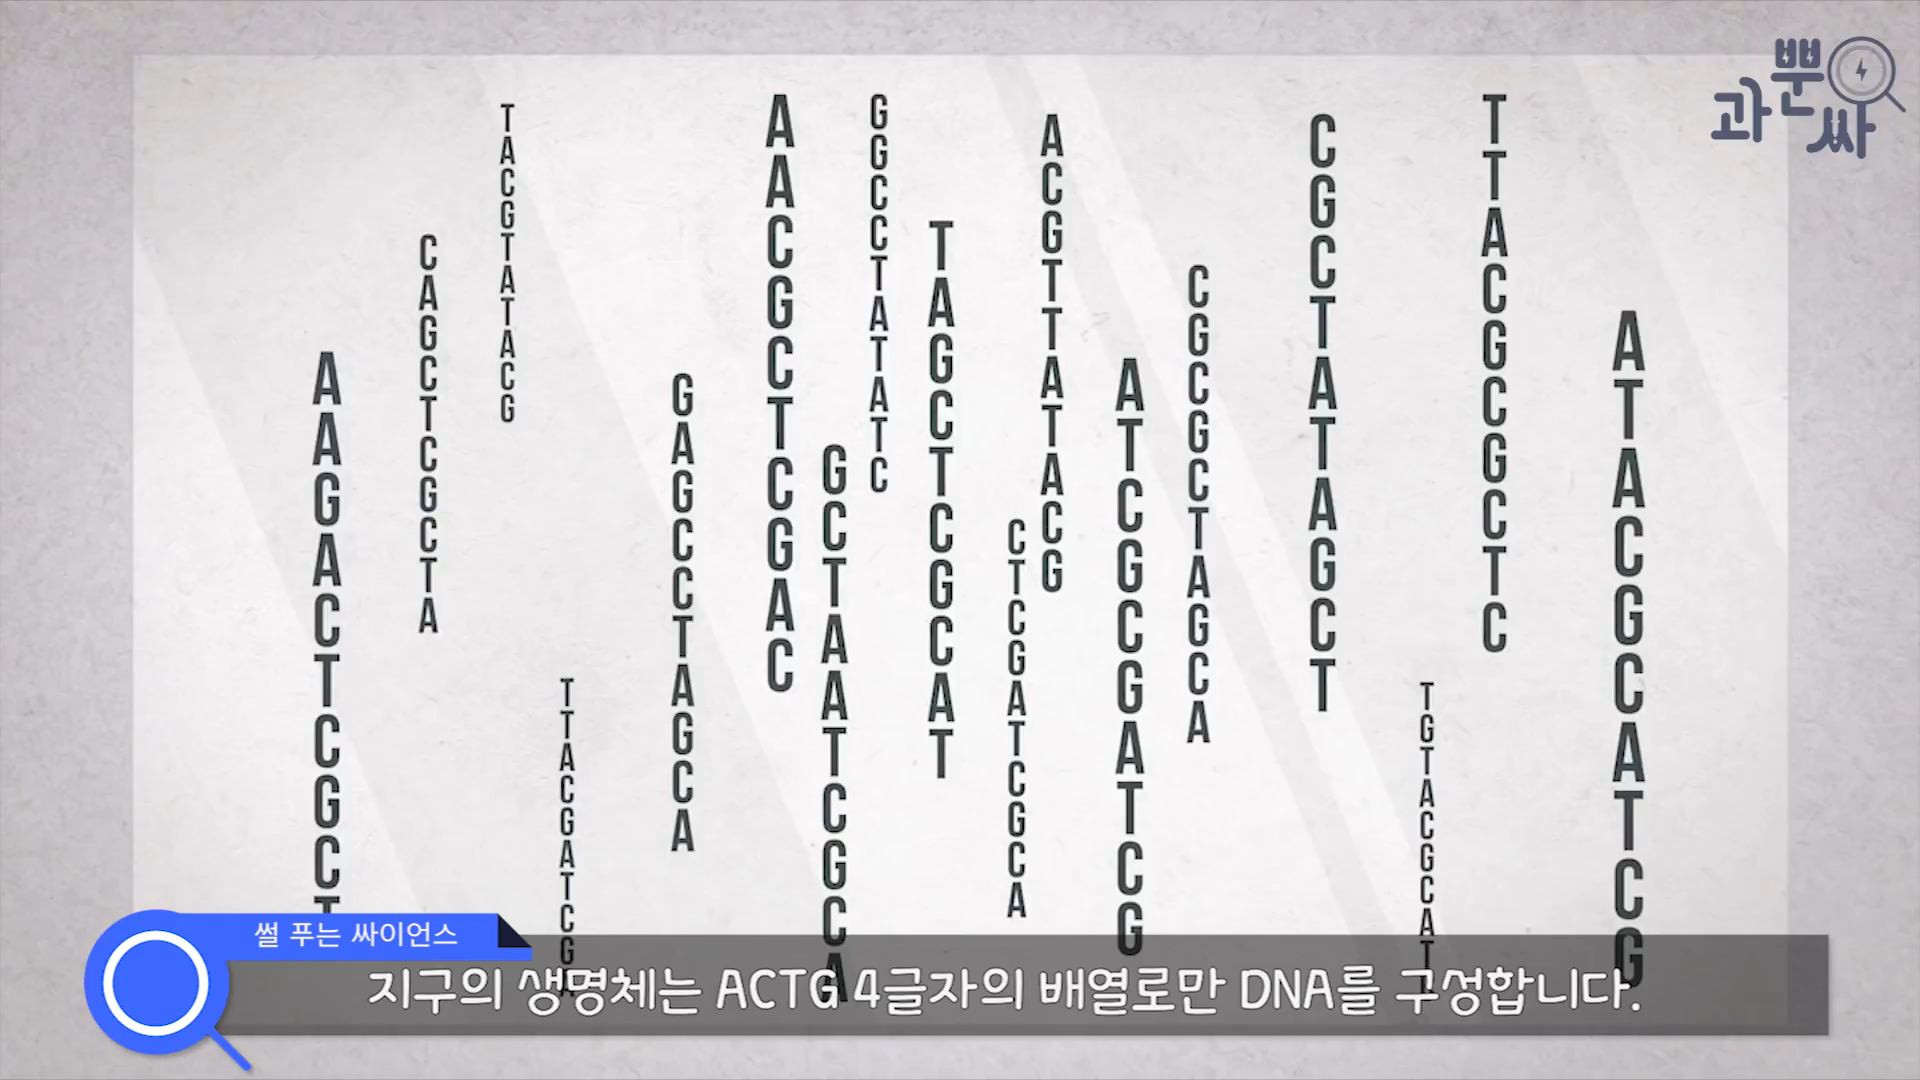 과뿐싸
TACGTATACG
CAGCTCGCTA
AAGACTCGCT
TTACGATCGA
GAGCCTAGCA
AACGCTCGAC
GCTAATCGCA
GGCCTATATC
TAGCTCGCAT
CTCGATCGCA
ACGTTATACG
ATCGCGATCG
CGCGCTAGCA
CGCTATAGCT
TGTACGCAT
TTACGCGCTC
ATACGCATCG
썰 푸는 싸이언스
지구의 생명체는 ACTG 4글자의 배열로만 DNA를 구성합니다.